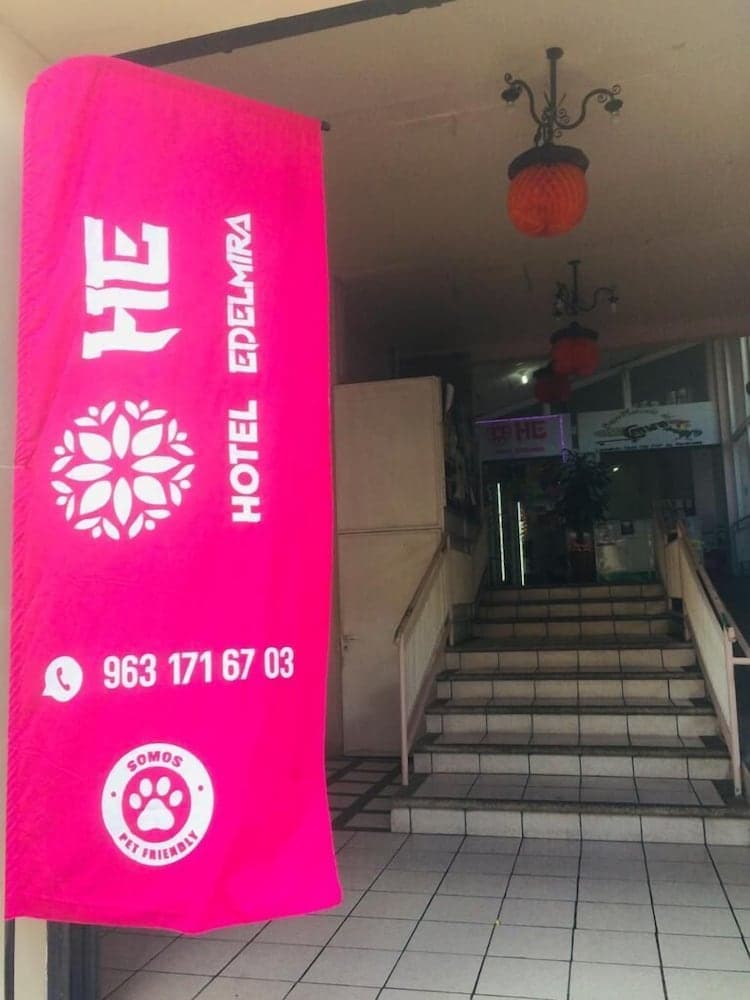 HE
HOTEL EDELMIRA
963 171 67 03
SOMOS
PET FRIENDLY
HE